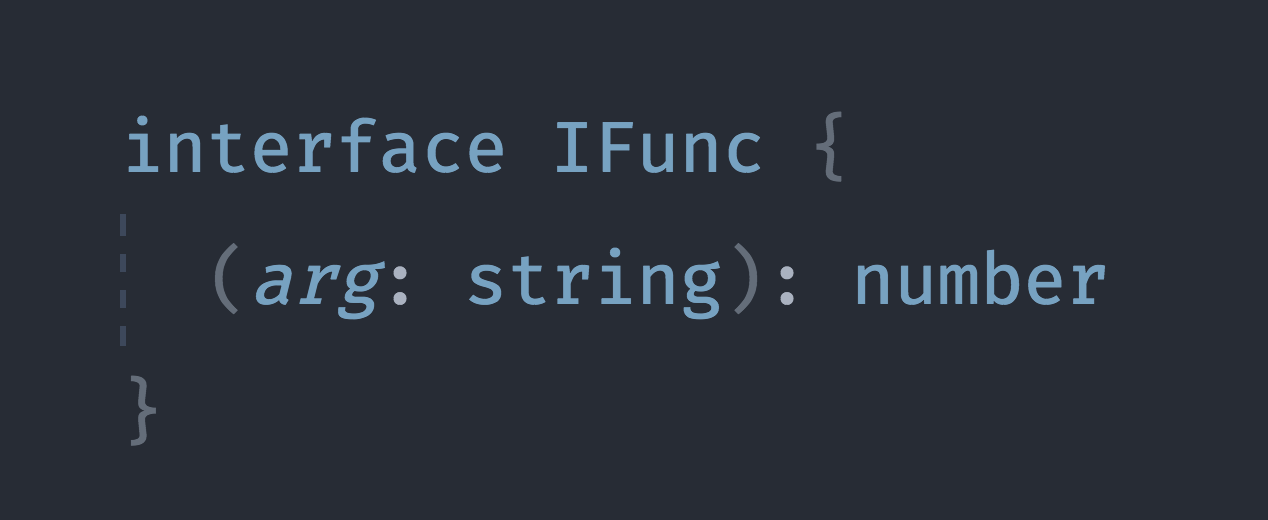 interface IFunc {
(arg: string): number
}